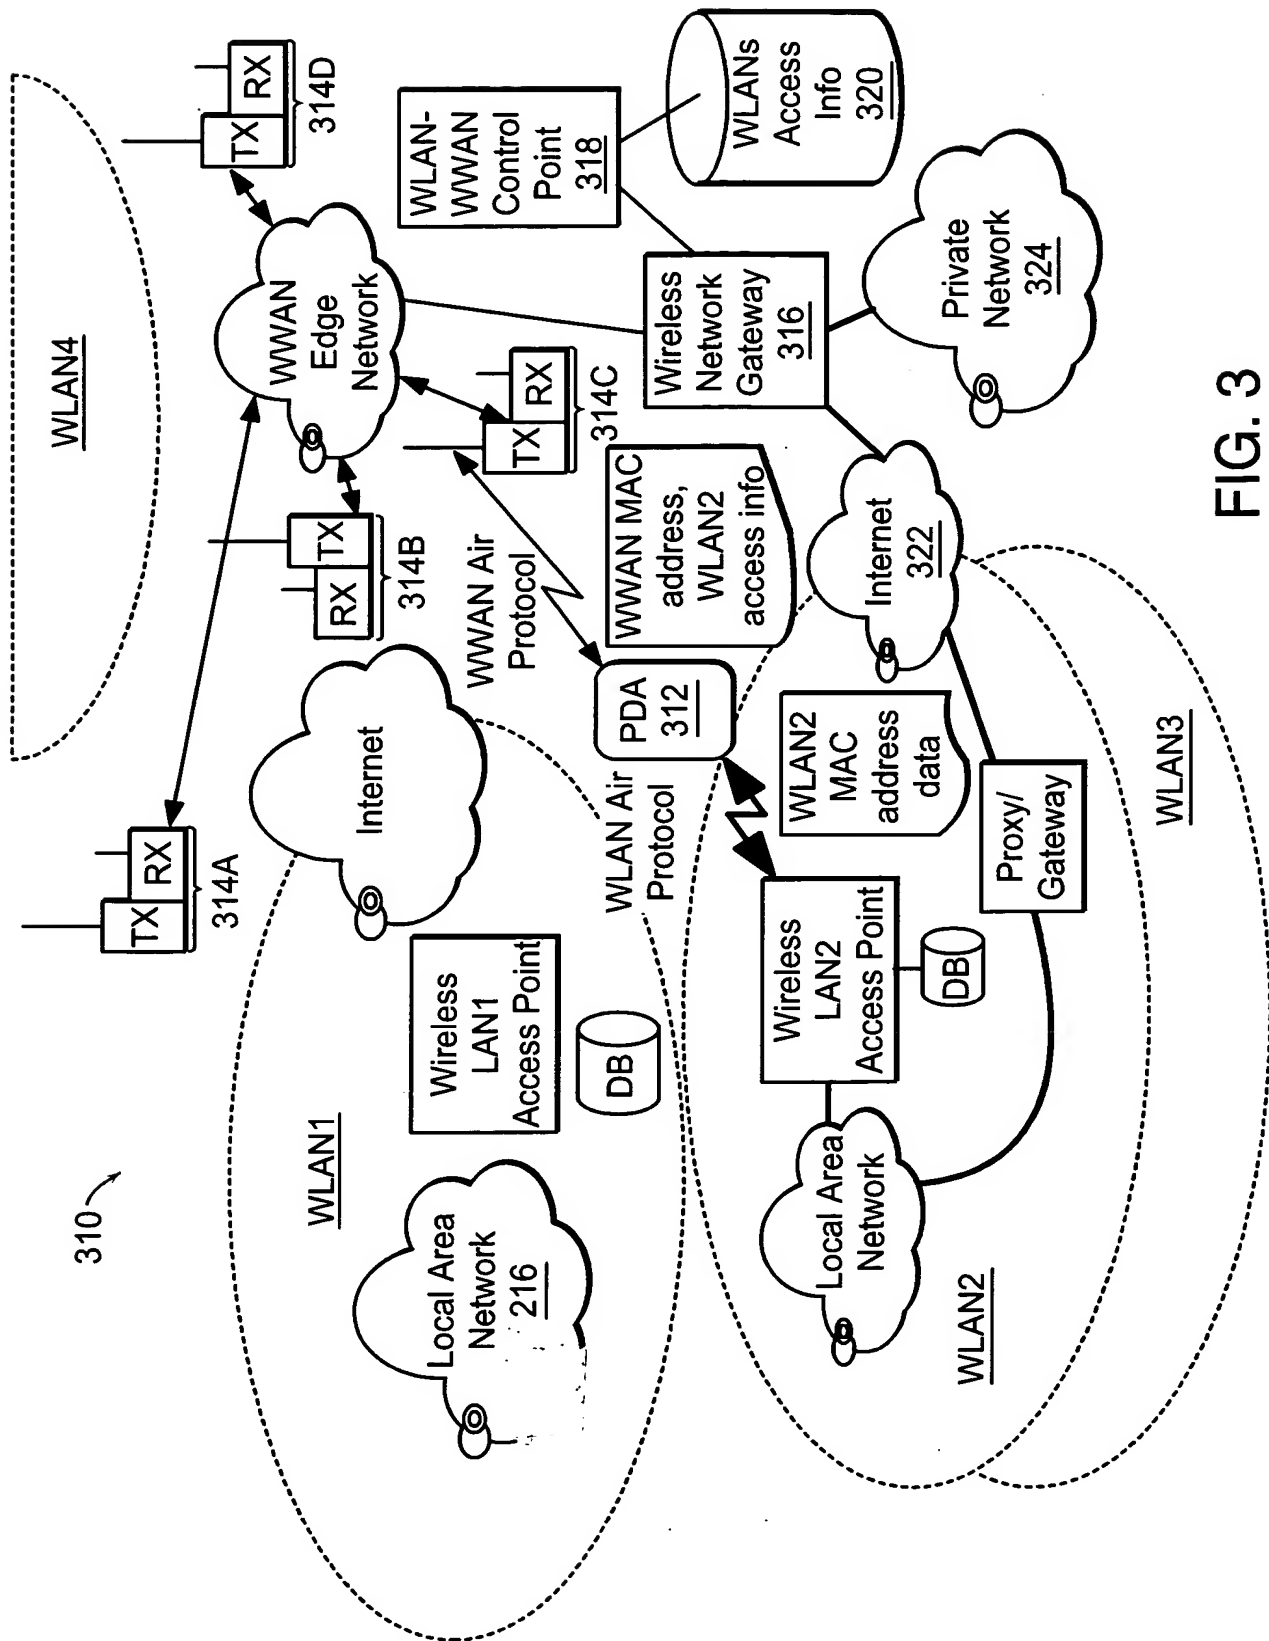 310
314A
TX
RX
WLAN4
314D
TX
RX
WWAN
Edge
Network
314B
RX
TX
314C
TX
RX
WLAN-
WWAN
Control
Point
318
WLANs
Access
Info
320
Wireless
Network
Gateway
316
Private
Network
324
WLAN1
Local Area
Network
216
Wireless
LAN1
Access Point
DB
Internet
WWAN Air
Protocol
WLAN Air
Protocol
PDA
312
WWAN MAC
address,
WLAN2
access info
Internet
322
WLAN2
MAC
address
data
Wireless
LAN2
Access Point
DB
Local Area
Network
Proxy/
Gateway
WLAN2
WLAN3
FIG. 3